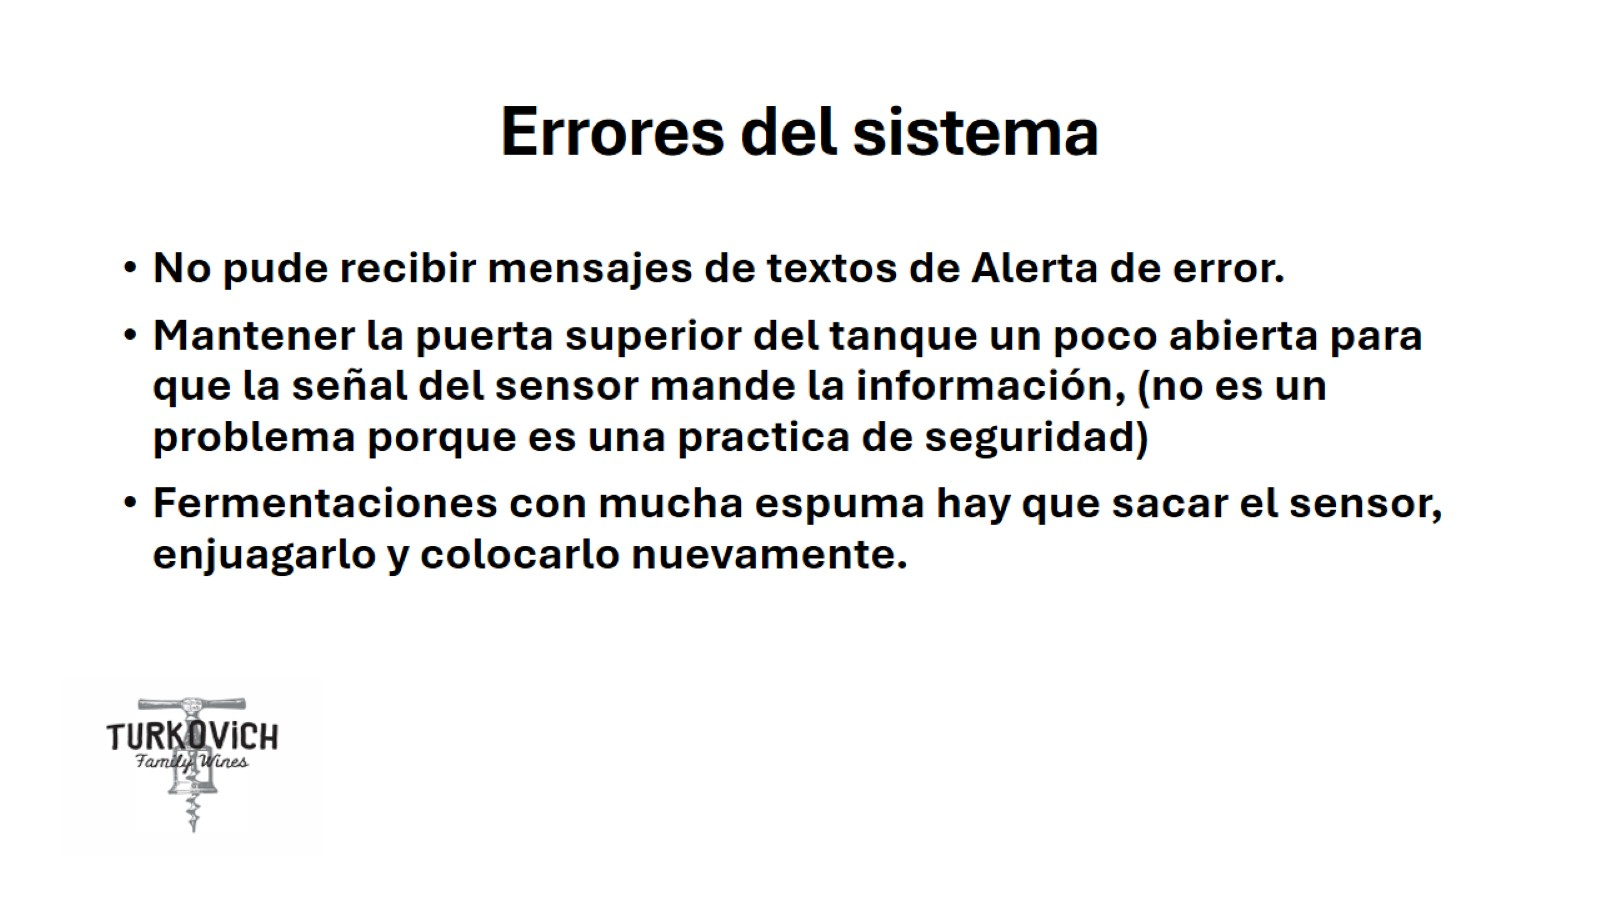 Errores del sistema
• No pude recibir mensajes de textos de Alerta de error.
• Mantener la puerta superior del tanque un poco abierta para
que la señal del sensor mande la información, (no es un
problema porque es una practica de seguridad)
• Fermentaciones con mucha espuma hay que sacar el sensor,
enjuagarlo y colocarlo nuevamente.
TURKOViCH
Family Wines